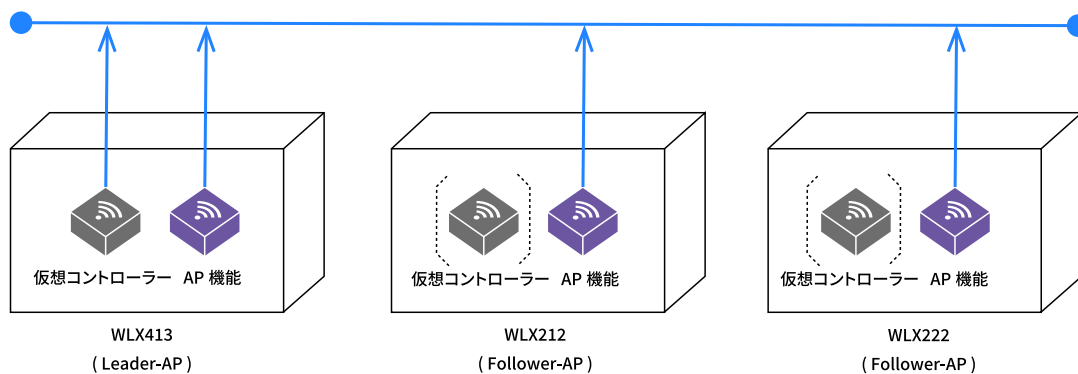 仮想コントローラー AP 機能
仮想コントローラー AP 機能
仮想コントローラー AP 機能
WLX413
( Leader-AP )
WLX212
( Follower-AP )
WLX222
( Follower-AP )